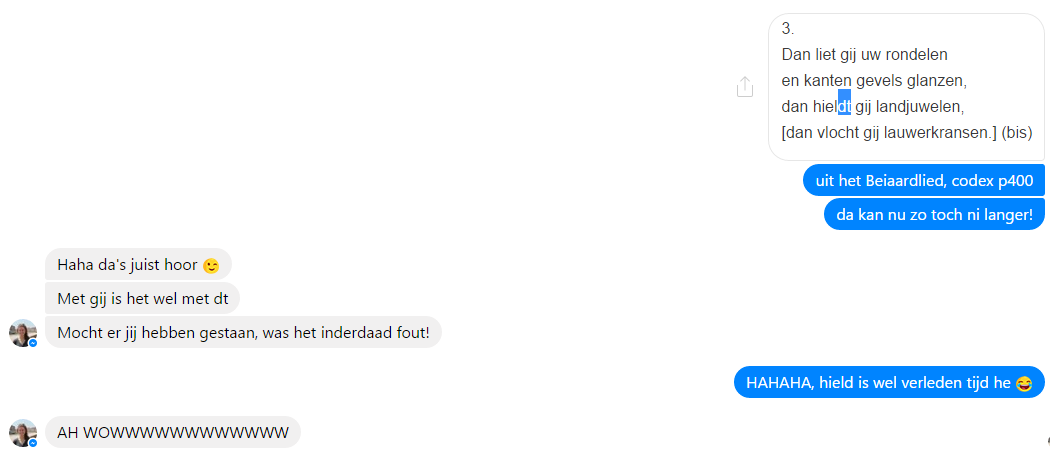 3.
Dan liet gij uw rondelen
en kanten gevels glanzen,
dan hieldt gij landjuwelen,
[dan vlocht gij lauwerkransen.] (bis)
uit het Beiaardlied, codex p400
da kan nu zo toch ni langer!
Haha da's juist hoor 😉
Met gij is het wel met dt
Mocht er jij hebben gestaan, was het inderdaad fout!
HAHAHA, hield is wel verleden tijd he 😂
AH WOWWWWWWWWWWWW